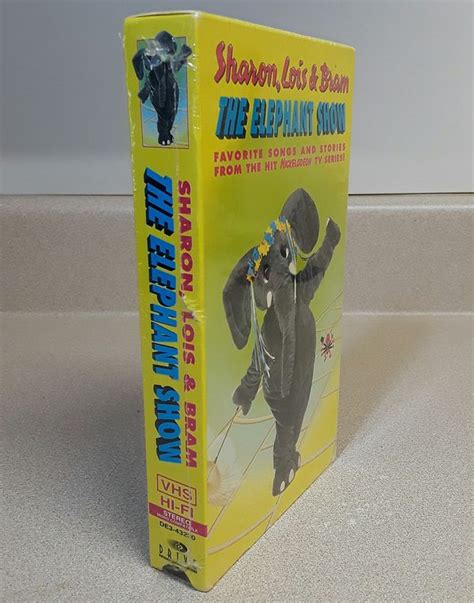 Sharon, Lois & Bram
THE ELEPHANT SHOW
FAVORITE SONGS AND STORIES
FROM THE HIT NICKELODEON TV SERIES!
SHARON, LOIS & BRAM
THE ELEPHANT SHOW
VHS
HI-FI
STEREO
DRIVE